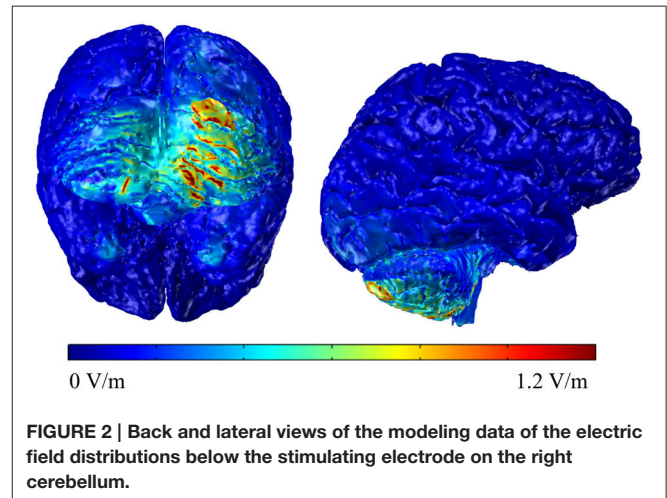 0 V/m 1.2 V/m
FIGURE 2 | Back and lateral views of the modeling data of the electric
field distributions below the stimulating electrode on the right
cerebellum.